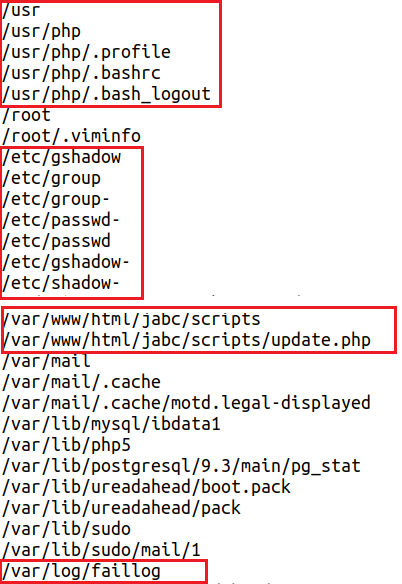 /usr
/usr/php
/usr/php/.profile
/usr/php/.bashrc
/usr/php/.bash_logout
/root
/root/.viminfo
/etc/gshadow
/etc/group
/etc/group-
/etc/passwd-
/etc/passwd
/etc/gshadow-
/etc/shadow-
/var/www/html/jabc/scripts
/var/www/html/jabc/scripts/update.php
/var/mail
/var/mail/.cache
/var/mail/.cache/motd.legal-displayed
/var/lib/mysql/ibdata1
/var/lib/php5
/var/lib/postgresql/9.3/main/pg_stat
/var/lib/ureadahead/boot.pack
/var/lib/ureadahead/pack
/var/lib/sudo
/var/lib/sudo/mail/1
/var/log/faillog